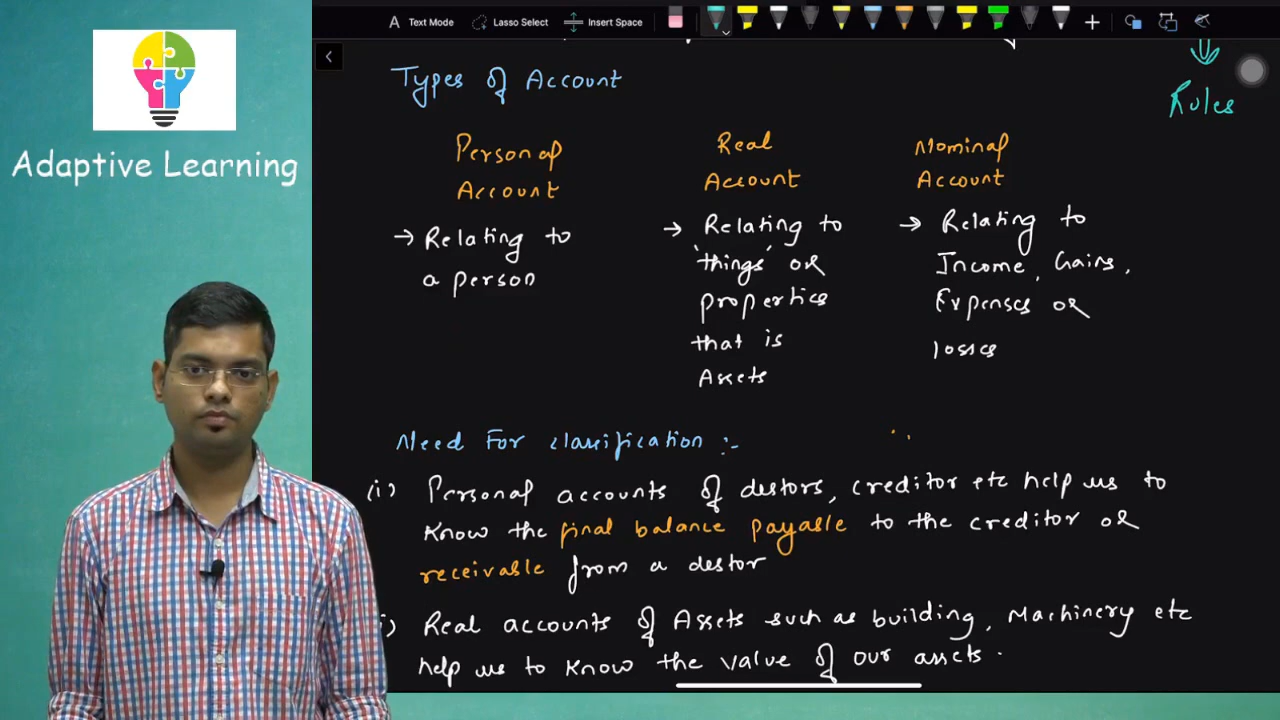 Text Mode
Lasso Select
Insert Space
Adaptive Learning
Rules
Types of Account
Personal
Account
→ Relating to
a person
Real
Account
→ Relating to
'things' or
properties
that is
Assets
Nominal
Account
→ Relating to
Income, Gains,
Expenses or
losses
Need For classification :-
(i) Personal accounts of debtors, creditor etc help us to
know the final balance payable to the creditor or
receivable from a debtor
i) Real accounts of Assets such as building, Machinery etc
help us to know the value of our assets.